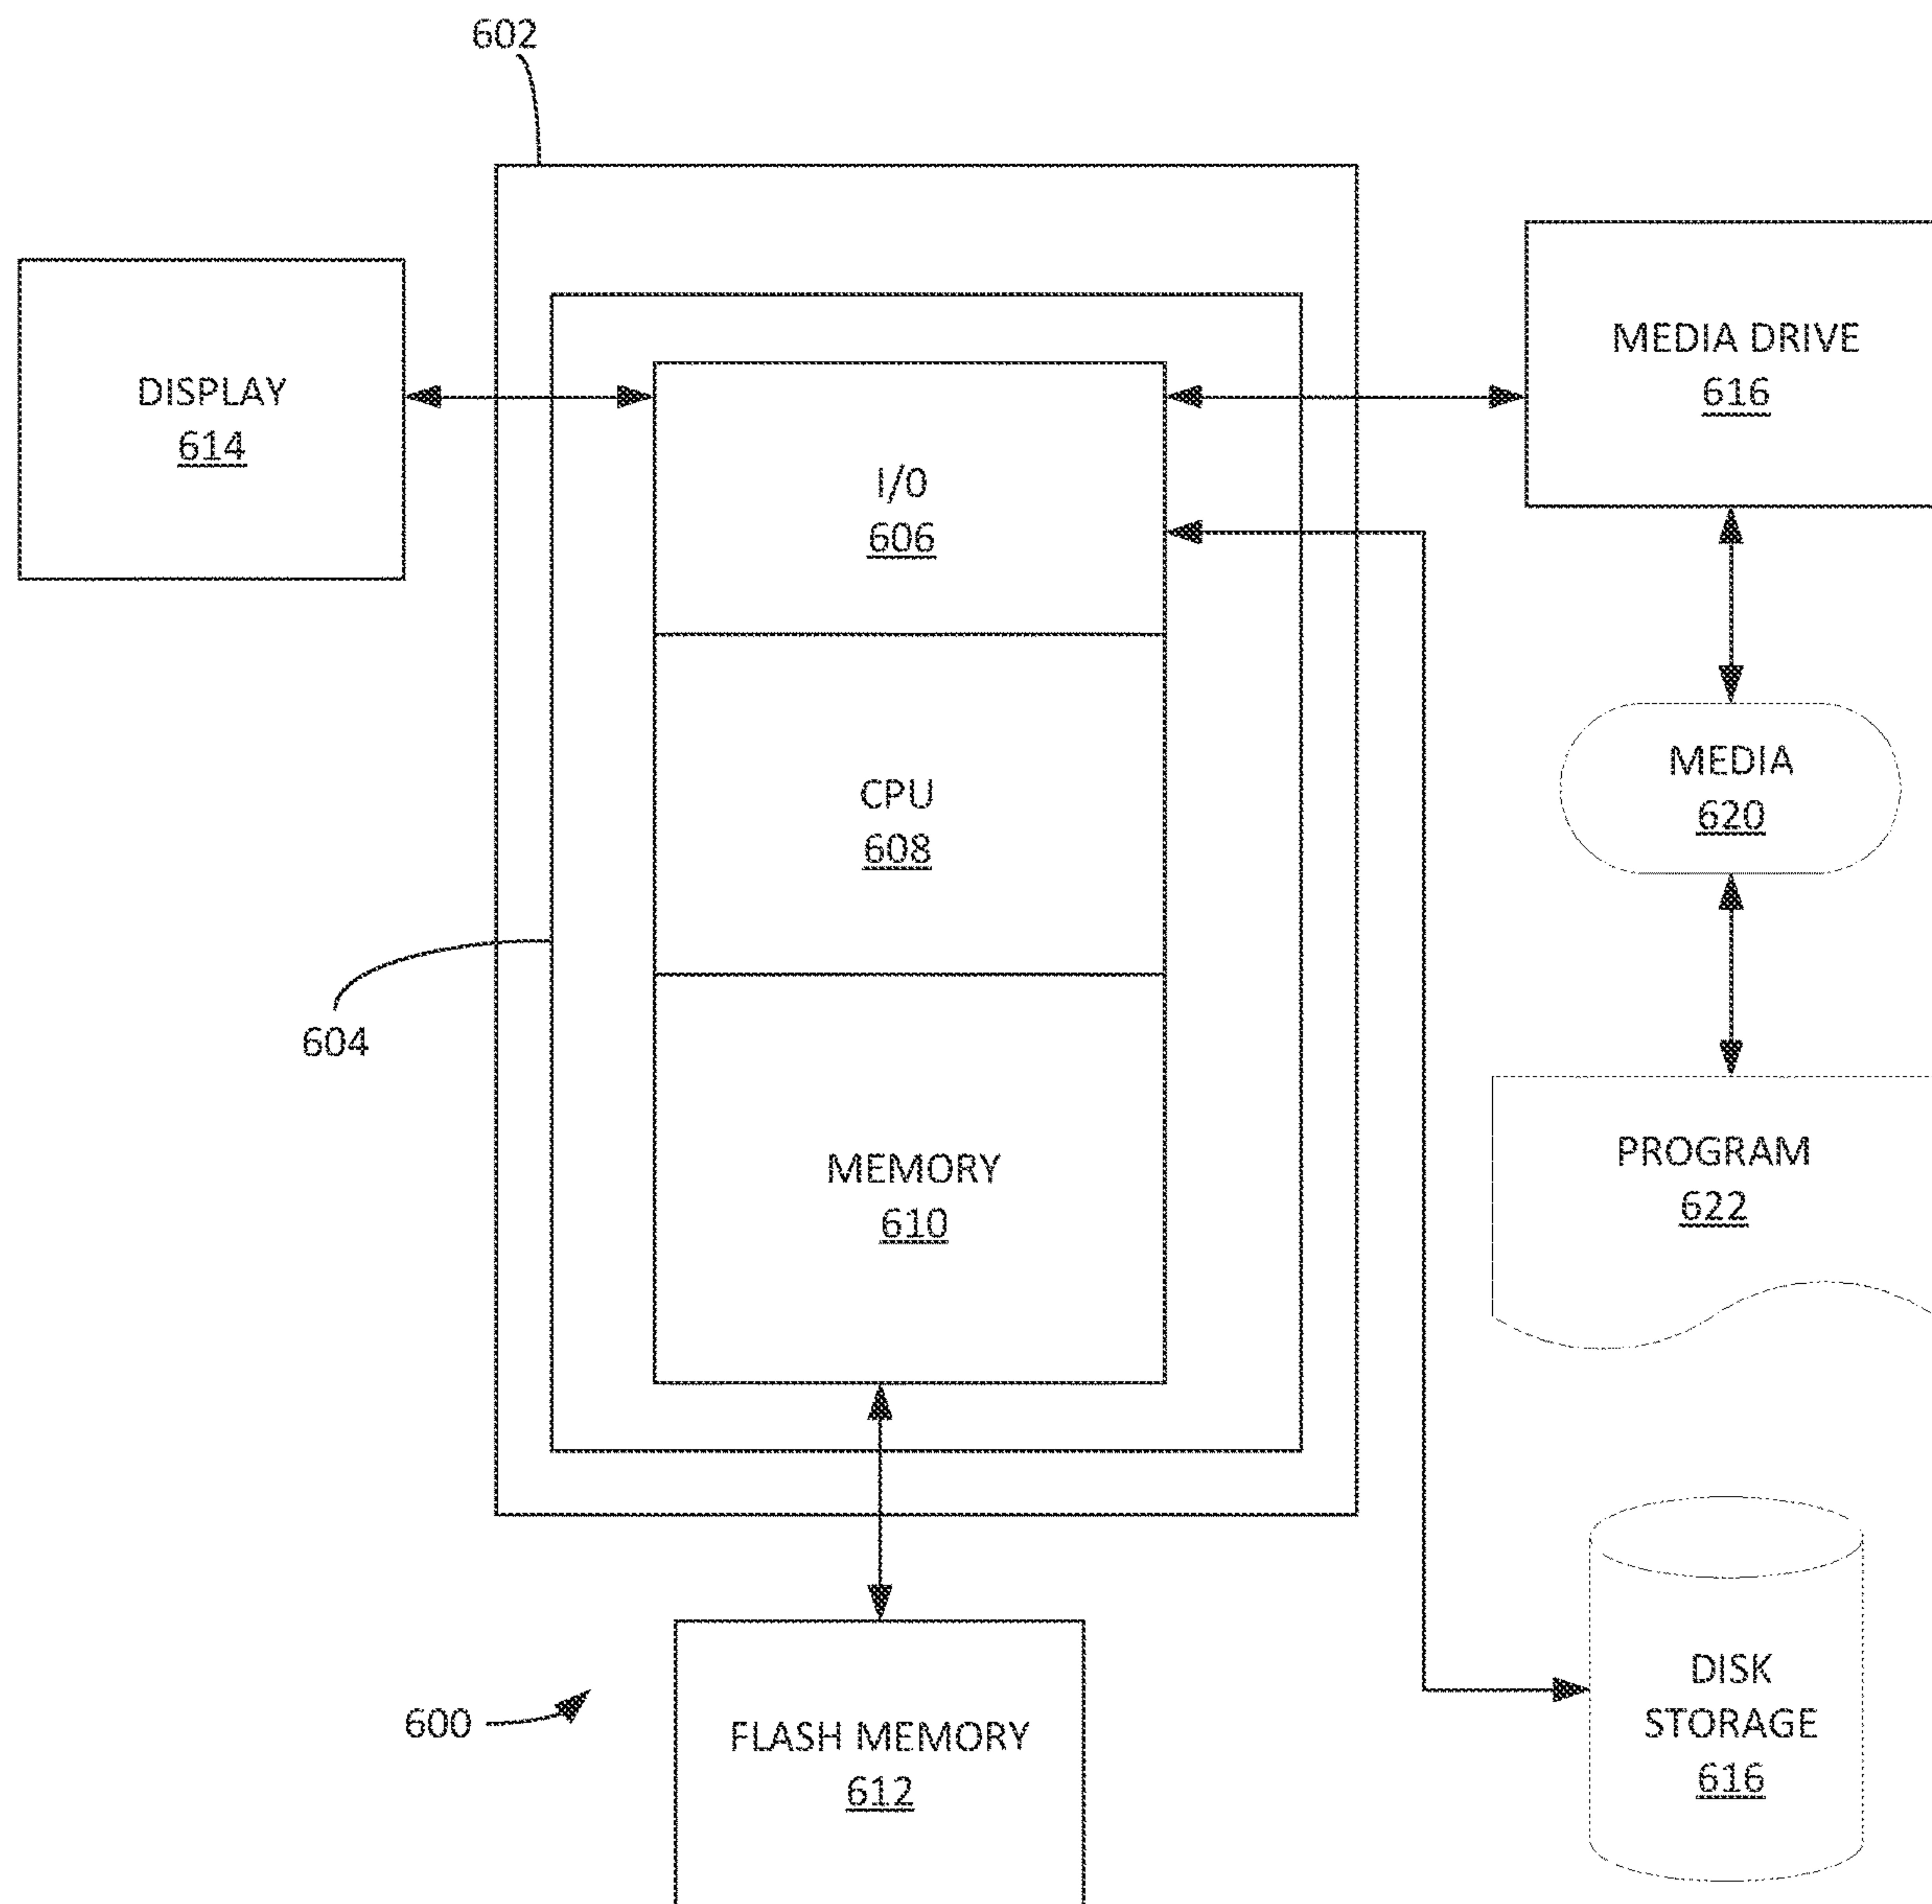 602
DISPLAY
614
I/0
606
MEDIA DRIVE
616
CPU
608
MEDIA
620
604
MEMORY
610
PROGRAM
622
600
FLASH MEMORY
612
DISK
STORAGE
616